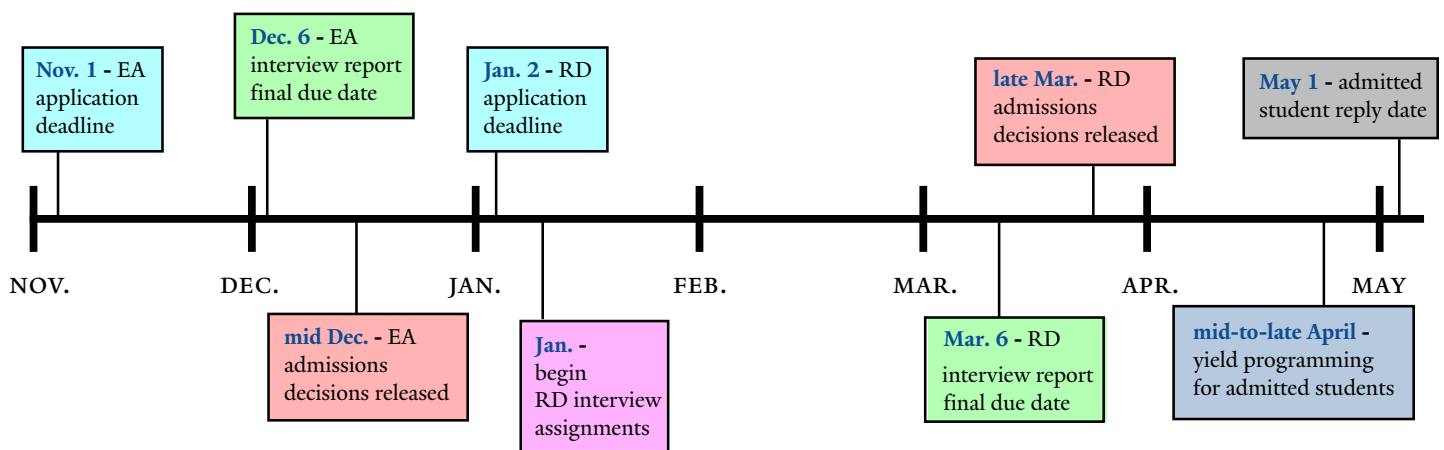 Nov. 1 - EA
application
deadline
Dec. 6 - EA
interview report
final due date
Jan. 2 - RD
application
deadline
late Mar. - RD
admissions
decisions released
May 1 - admitted
student reply date
NOV.
DEC.
JAN.
FEB.
MAR.
APR.
MAY
mid Dec. - EA
admissions
decisions released
Jan. -
begin
RD interview
assignments
Mar. 6 - RD
interview report
final due date
mid-to-late April -
yield programming
for admitted students